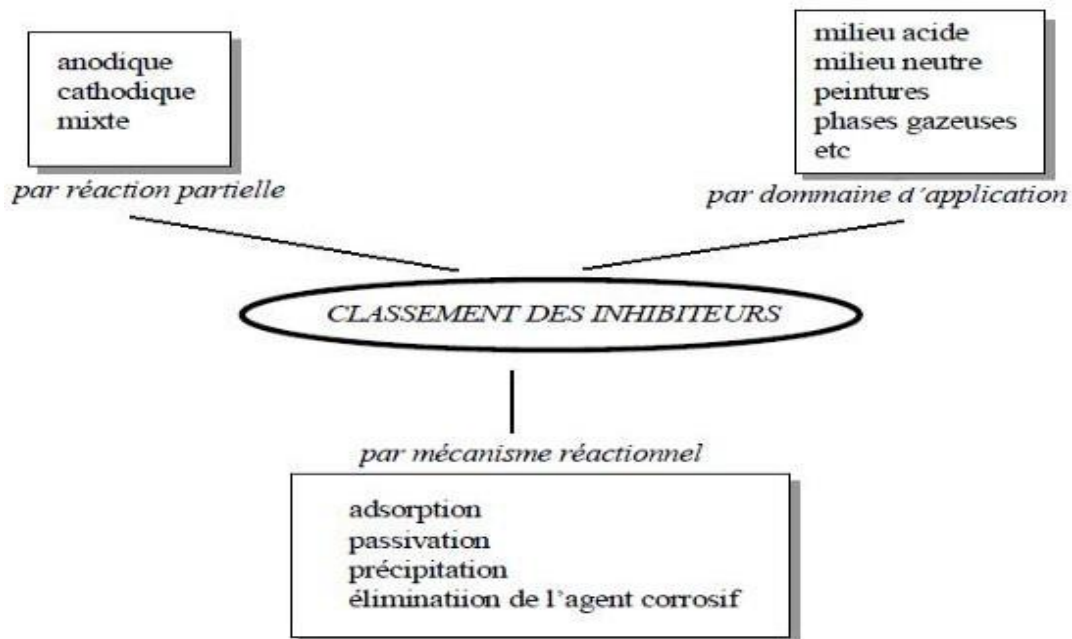 anodique
cathodique
mixte
par réaction partielle
milieu acide
milieu neutre
peintures
phases gazeuses
etc
par dommaine d'application
CLASSEMENT DES INHIBITEURS
par mécanisme réactionnel
adsorption
passivation
précipitation
éliminatiion de l'agent corrosif